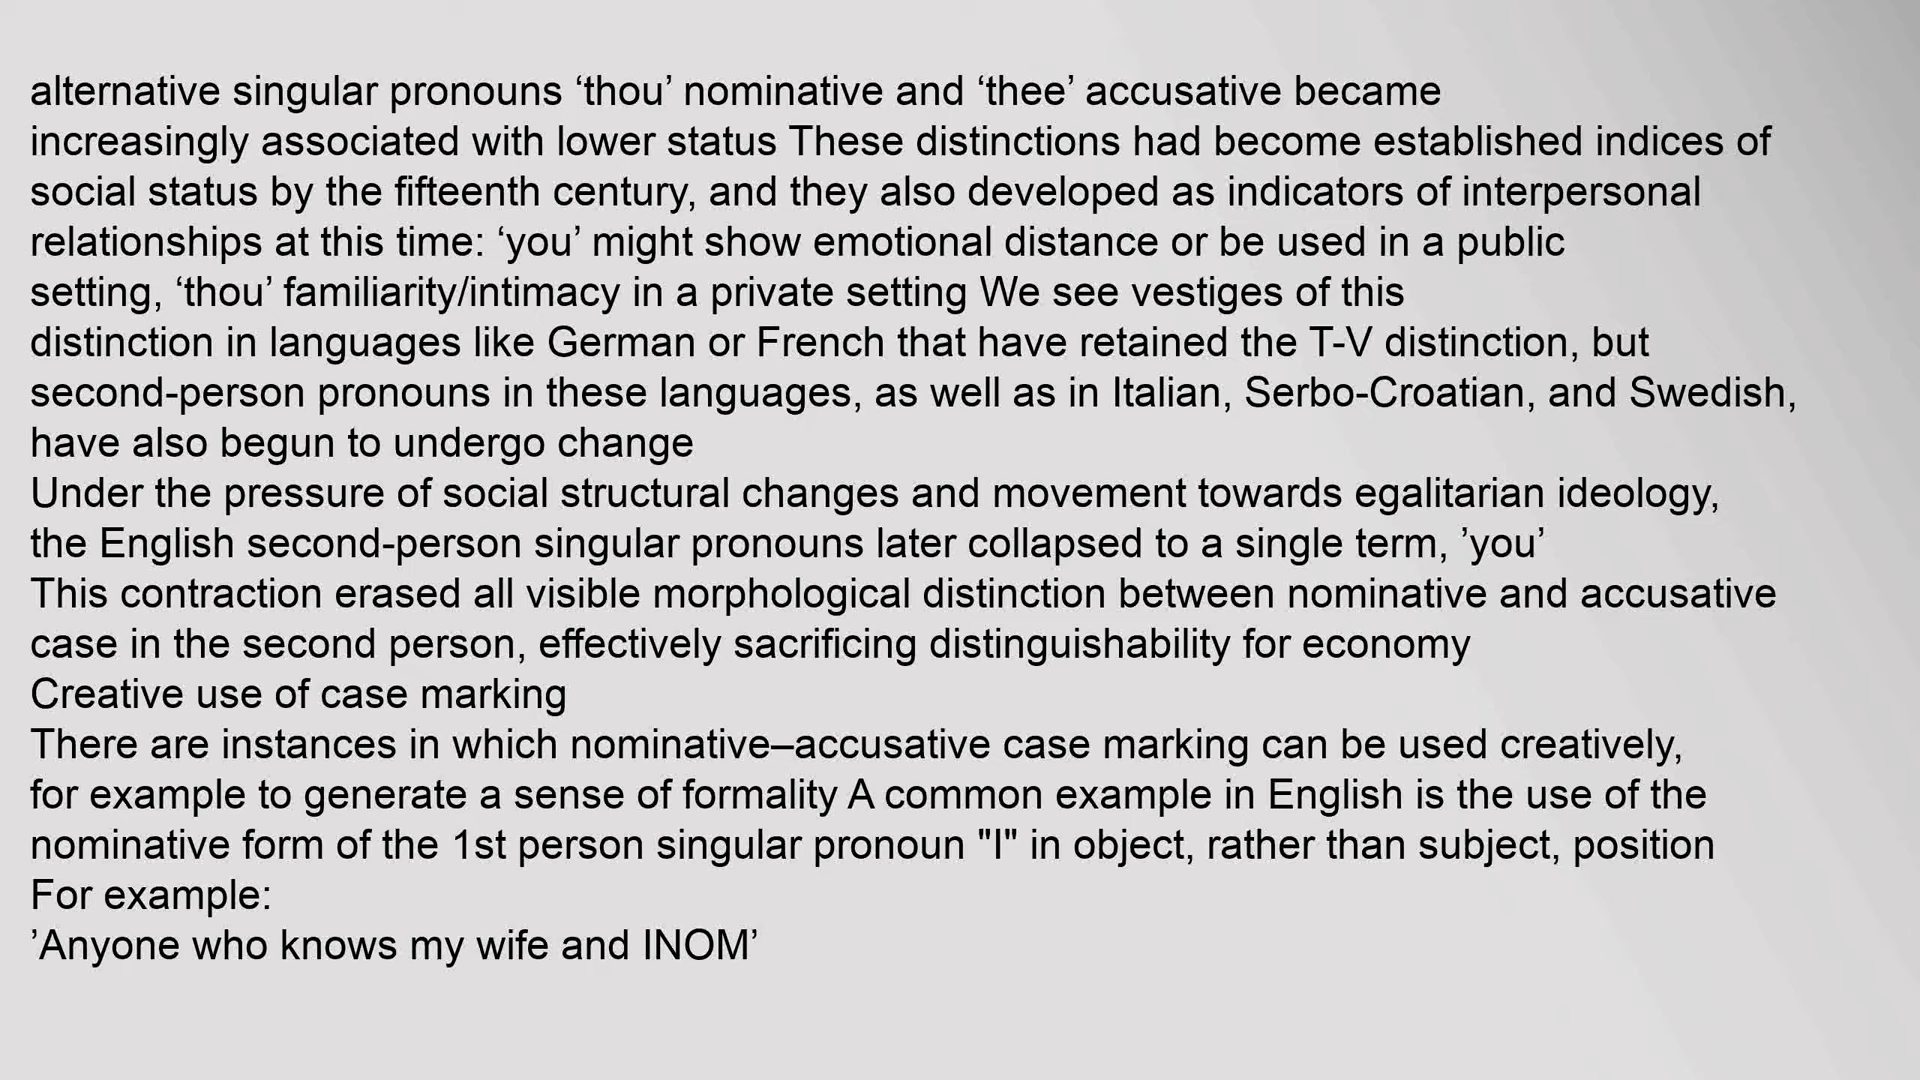 alternative singular pronouns ‘thou’ nominative and ‘thee’ accusative became
increasingly associated with lower status These distinctions had become established indices of
social status by the fifteenth century, and they also developed as indicators of interpersonal
relationships at this time: ‘you’ might show emotional distance or be used in a public
setting, ‘thou’ familiarity/intimacy in a private setting We see vestiges of this
distinction in languages like German or French that have retained the T-V distinction, but
second-person pronouns in these languages, as well as in Italian, Serbo-Croatian, and Swedish,
have also begun to undergo change
Under the pressure of social structural changes and movement towards egalitarian ideology,
the English second-person singular pronouns later collapsed to a single term, ’you’
This contraction erased all visible morphological distinction between nominative and accusative
case in the second person, effectively sacrificing distinguishability for economy
Creative use of case marking
There are instances in which nominative–accusative case marking can be used creatively,
for example to generate a sense of formality A common example in English is the use of the
nominative form of the 1st person singular pronoun "I" in object, rather than subject, position
For example:
’Anyone who knows my wife and INOM’